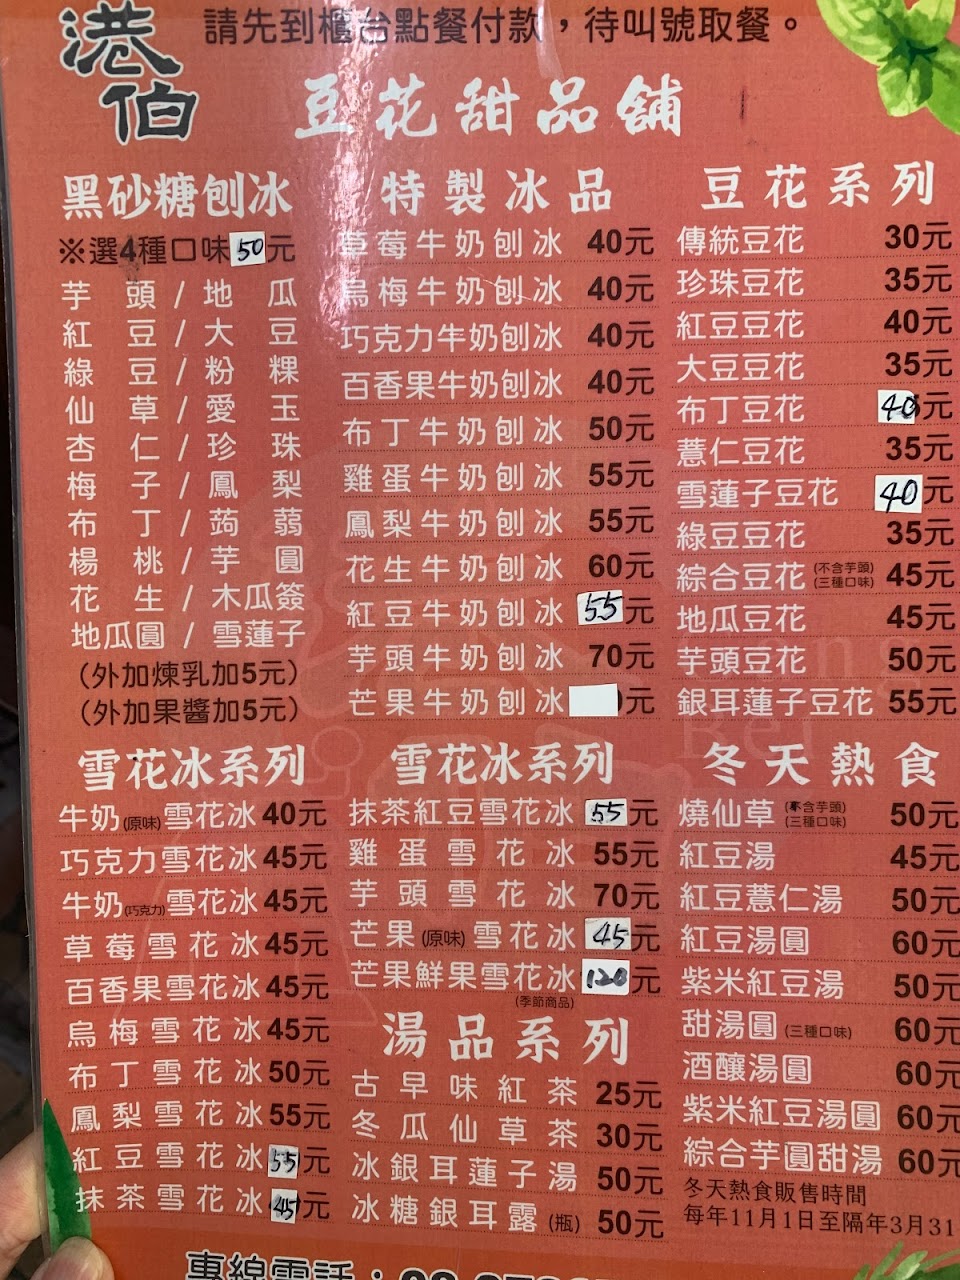 港伯
請先到櫃台點餐付款，待叫號取餐。
豆花甜品舖
黑砂糖刨冰
※選4種口味50元
芋頭/地瓜
紅豆/大豆
綠豆/粉粿
仙草/愛玉
杏仁/珍珠
梅子/鳳梨
布丁/蒟蒻
楊桃/芋圓
花生/木瓜簽
地瓜圓/雪蓮子
(外加煉乳加5元)
(外加果醬加5元)
特製冰品
草莓牛奶刨冰 40元
烏梅牛奶刨冰 40元
巧克力牛奶刨冰 40元
百香果牛奶刨冰 40元
布丁牛奶刨冰 50元
雞蛋牛奶刨冰 55元
鳳梨牛奶刨冰 55元
花生牛奶刨冰 60元
紅豆牛奶刨冰 55元
芋頭牛奶刨冰 70元
芒果牛奶刨冰 元
豆花系列
傳統豆花 30元
珍珠豆花 35元
紅豆豆花 40元
大豆豆花 35元
布丁豆花 40元
薏仁豆花 35元
雪蓮子豆花 40元
綠豆豆花 35元
綜合豆花 (不含芋頭)(三種口味) 45元
地瓜豆花 45元
芋頭豆花 50元
銀耳蓮子豆花 55元
雪花冰系列
牛奶(原味)雪花冰 40元
巧克力雪花冰 45元
牛奶(巧克力)雪花冰 45元
草莓雪花冰 45元
百香果雪花冰 45元
烏梅雪花冰 45元
布丁雪花冰 50元
鳳梨雪花冰 55元
紅豆雪花冰 55元
抹茶雪花冰 45元
雪花冰系列
抹茶紅豆雪花冰 55元
雞蛋雪花冰 55元
芋頭雪花冰 70元
芒果(原味)雪花冰 45元
芒果鮮果雪花冰 120元
(季節商品)
湯品系列
古早味紅茶 25元
冬瓜仙草茶 30元
冰銀耳蓮子湯 50元
冰糖銀耳露(瓶) 50元
冬天熱食
燒仙草 (不含芋頭)(三種口味) 50元
紅豆湯 45元
紅豆薏仁湯 50元
紅豆湯圓 60元
紫米紅豆湯 50元
甜湯圓 (三種口味) 60元
酒釀湯圓 60元
紫米紅豆湯圓 60元
綜合芋圓甜湯 60元
冬天熱食販售時間
每年11月1日至隔年3月31
專線電話：